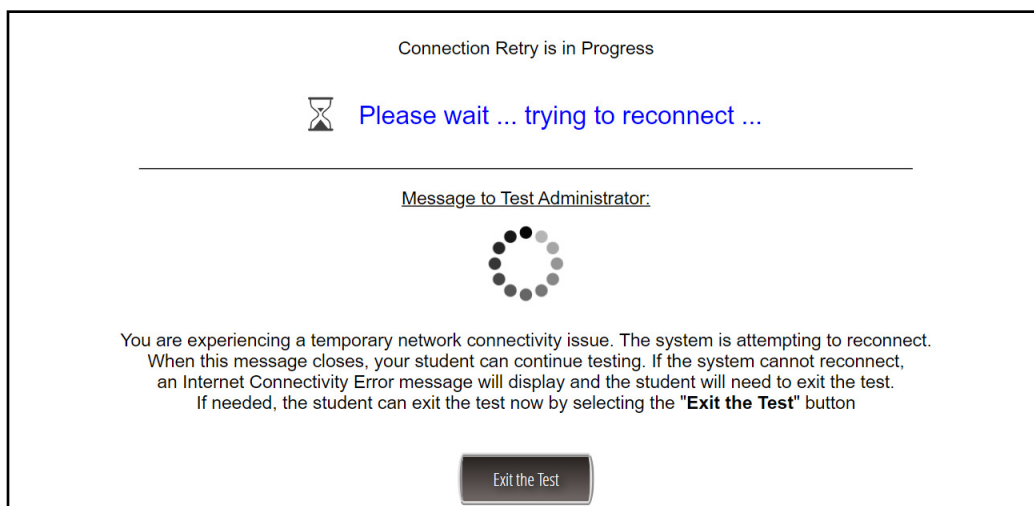 Connection Retry is in Progress
Please wait ... trying to reconnect ...
Message to Test Administrator:
You are experiencing a temporary network connectivity issue. The system is attempting to reconnect.
When this message closes, your student can continue testing. If the system cannot reconnect,
an Internet Connectivity Error message will display and the student will need to exit the test.
If needed, the student can exit the test now by selecting the "Exit the Test" button
Exit the Test